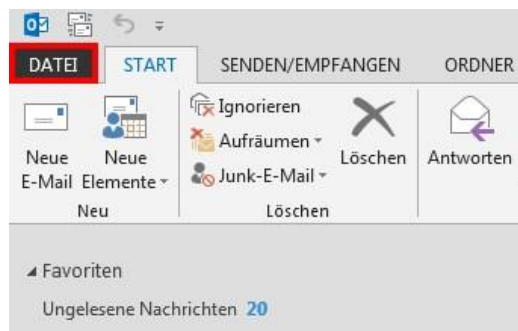 DATEI START SENDEN/EMPFANGEN ORDNER
Neue E-Mail
Neue Elemente
Ignorieren
Aufräumen
Junk-E-Mail
Löschen
Antworten
Neu Löschen
Favoriten
Ungelesene Nachrichten 20